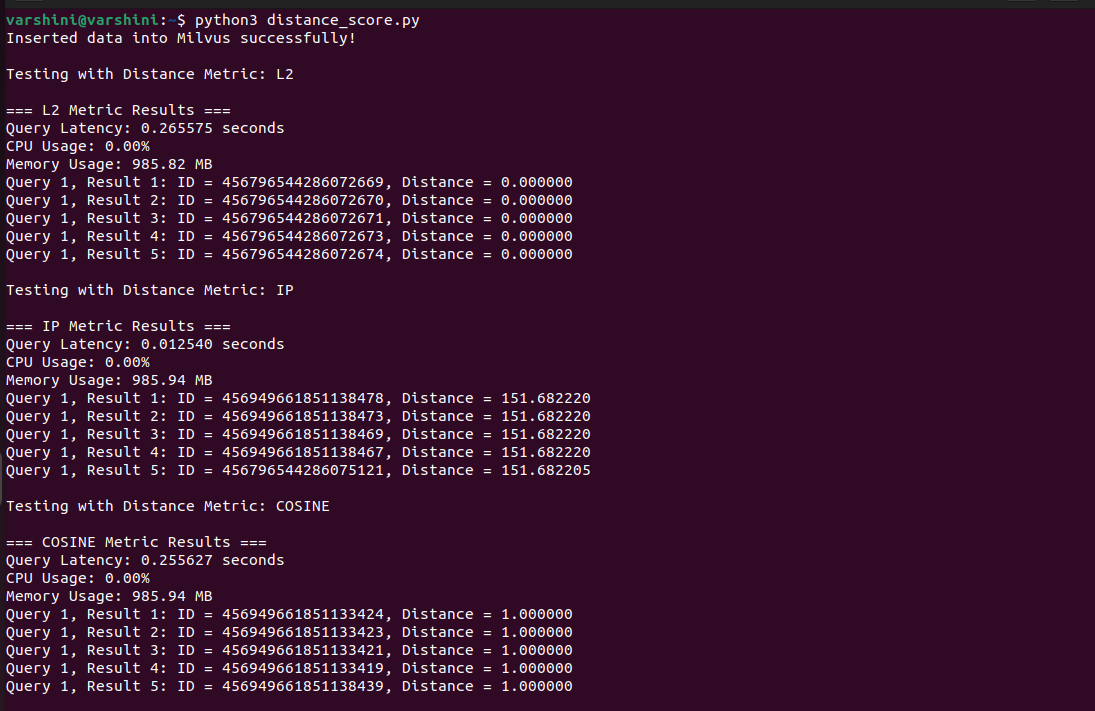 varshini@varshini:~$ python3 distance_score.py
Inserted data into Milvus successfully!
Testing with Distance Metric: L2
=== L2 Metric Results ===
Query Latency: 0.265575 seconds
CPU Usage: 0.00%
Memory Usage: 985.82 MB
Query 1, Result 1: ID = 456796544286072669, Distance = 0.000000
Query 1, Result 2: ID = 456796544286072670, Distance = 0.000000
Query 1, Result 3: ID = 456796544286072671, Distance = 0.000000
Query 1, Result 4: ID = 456796544286072673, Distance = 0.000000
Query 1, Result 5: ID = 456796544286072674, Distance = 0.000000
Testing with Distance Metric: IP
=== IP Metric Results ===
Query Latency: 0.012540 seconds
CPU Usage: 0.00%
Memory Usage: 985.94 MB
Query 1, Result 1: ID = 456949661851138478, Distance = 151.682220
Query 1, Result 2: ID = 456949661851138473, Distance = 151.682220
Query 1, Result 3: ID = 456949661851138469, Distance = 151.682220
Query 1, Result 4: ID = 456949661851138467, Distance = 151.682220
Query 1, Result 5: ID = 456796544286075121, Distance = 151.682205
Testing with Distance Metric: COSINE
=== COSINE Metric Results ===
Query Latency: 0.255627 seconds
CPU Usage: 0.00%
Memory Usage: 985.94 MB
Query 1, Result 1: ID = 456949661851133424, Distance = 1.000000
Query 1, Result 2: ID = 456949661851133423, Distance = 1.000000
Query 1, Result 3: ID = 456949661851133421, Distance = 1.000000
Query 1, Result 4: ID = 456949661851133419, Distance = 1.000000
Query 1, Result 5: ID = 456949661851138439, Distance = 1.000000